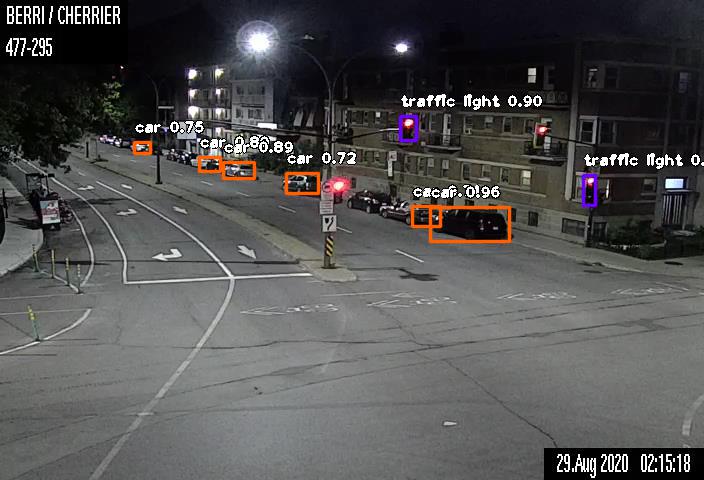 BERRI / CHERRIER
477-295
traffic light 0.90
car 0.75
car 0.89
traffic light 0.
car 0.72
car 0.96
29.Aug 2020 02:15:18